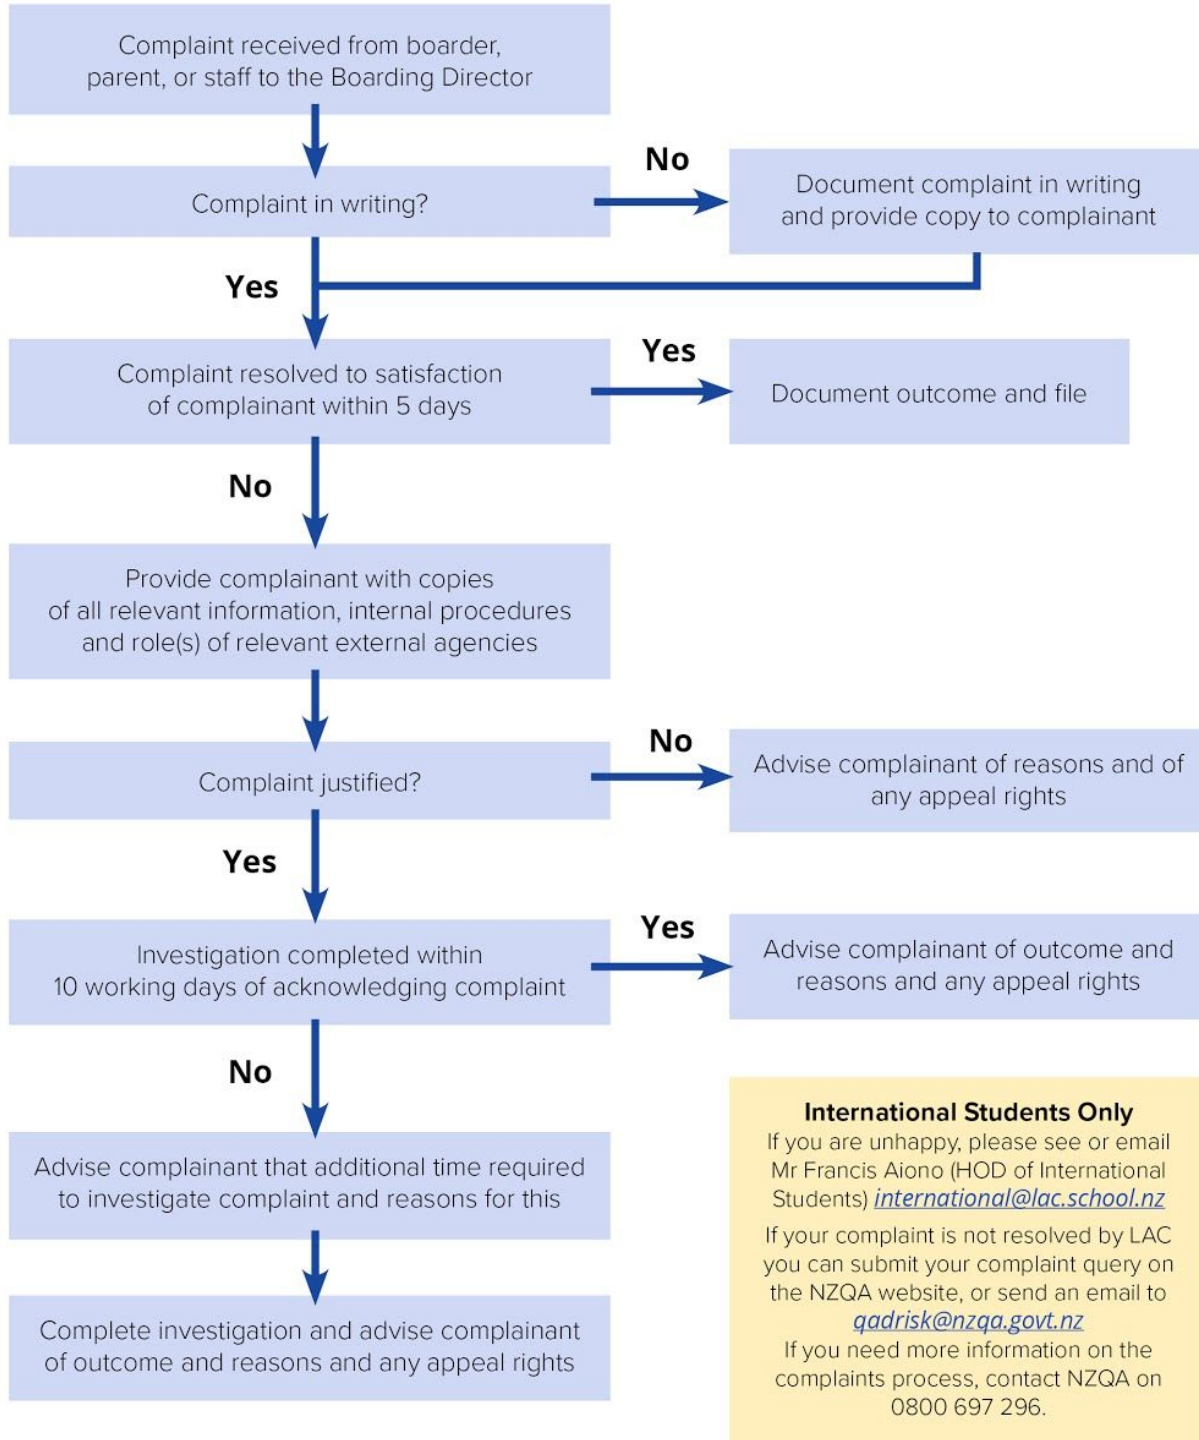 Complaint received from boarder,
parent, or staff to the Boarding Director
Complaint in writing?
No
Document complaint in writing
and provide copy to complainant
Yes
Complaint resolved to satisfaction
of complainant within 5 days
Yes
Document outcome and file
No
Provide complainant with copies
of all relevant information, internal procedures
and role(s) of relevant external agencies
Complaint justified?
No
Advise complainant of reasons and of
any appeal rights
Yes
Investigation completed within
10 working days of acknowledging complaint
Yes
Advise complainant of outcome and
reasons and any appeal rights
No
Advise complainant that additional time required
to investigate complaint and reasons for this
Complete investigation and advise complainant
of outcome and reasons and any appeal rights
International Students Only
If you are unhappy, please see or email
Mr Francis Aiono (HOD of International
Students) international@lac.school.nz
If your complaint is not resolved by LAC
you can submit your complaint query on
the NZQA website, or send an email to
qadrisk@nzqa.govt.nz
If you need more information on the
complaints process, contact NZQA on
0800 697 296.